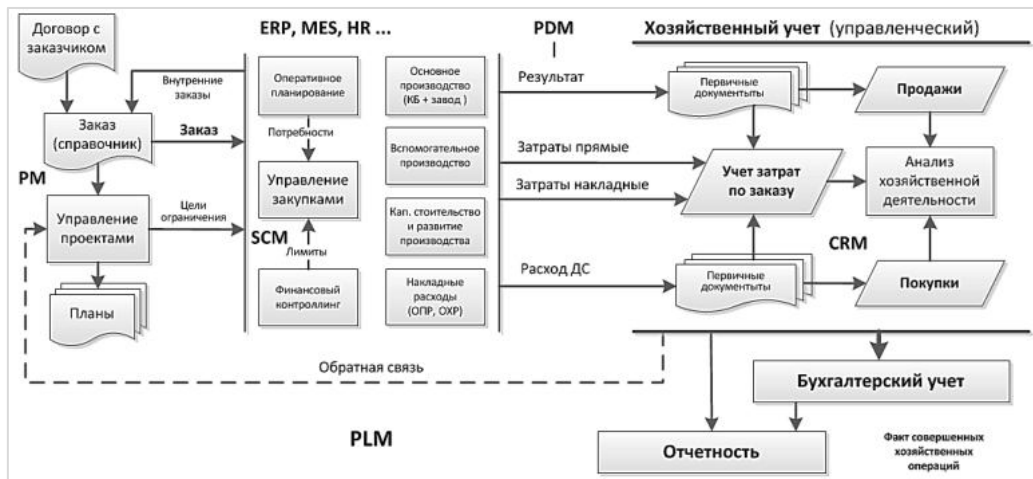 Договор с
заказчиком
Внутренние
заказы
Заказ
(справочник)
Заказ
PM
Управление
проектами
Цели
ограничения
Планы
ERP, MES, HR ...
Оперативное
планирование
Потребности
Управление
закупками
SCM
Лимиты
Финансовый
контроллинг
Основное
производство
(КБ + завод )
Вспомогательное
производство
Кап. стоительство
и развитие
производства
Накладные
расходы
(ОПР, ОХР)
PDM
Результат
Затраты прямые
Затраты накладные
Расход ДС
Хозяйственный учет (управленческий)
Первичные
документыты
Продажи
Учет затрат
по заказу
Анализ
хозяйственной
деятельности
CRM
Первичные
документыты
Покупки
Обратная связь
Бухгалтерский учет
PLM
Отчетность
Факт совершенных
хозяйственных
операций